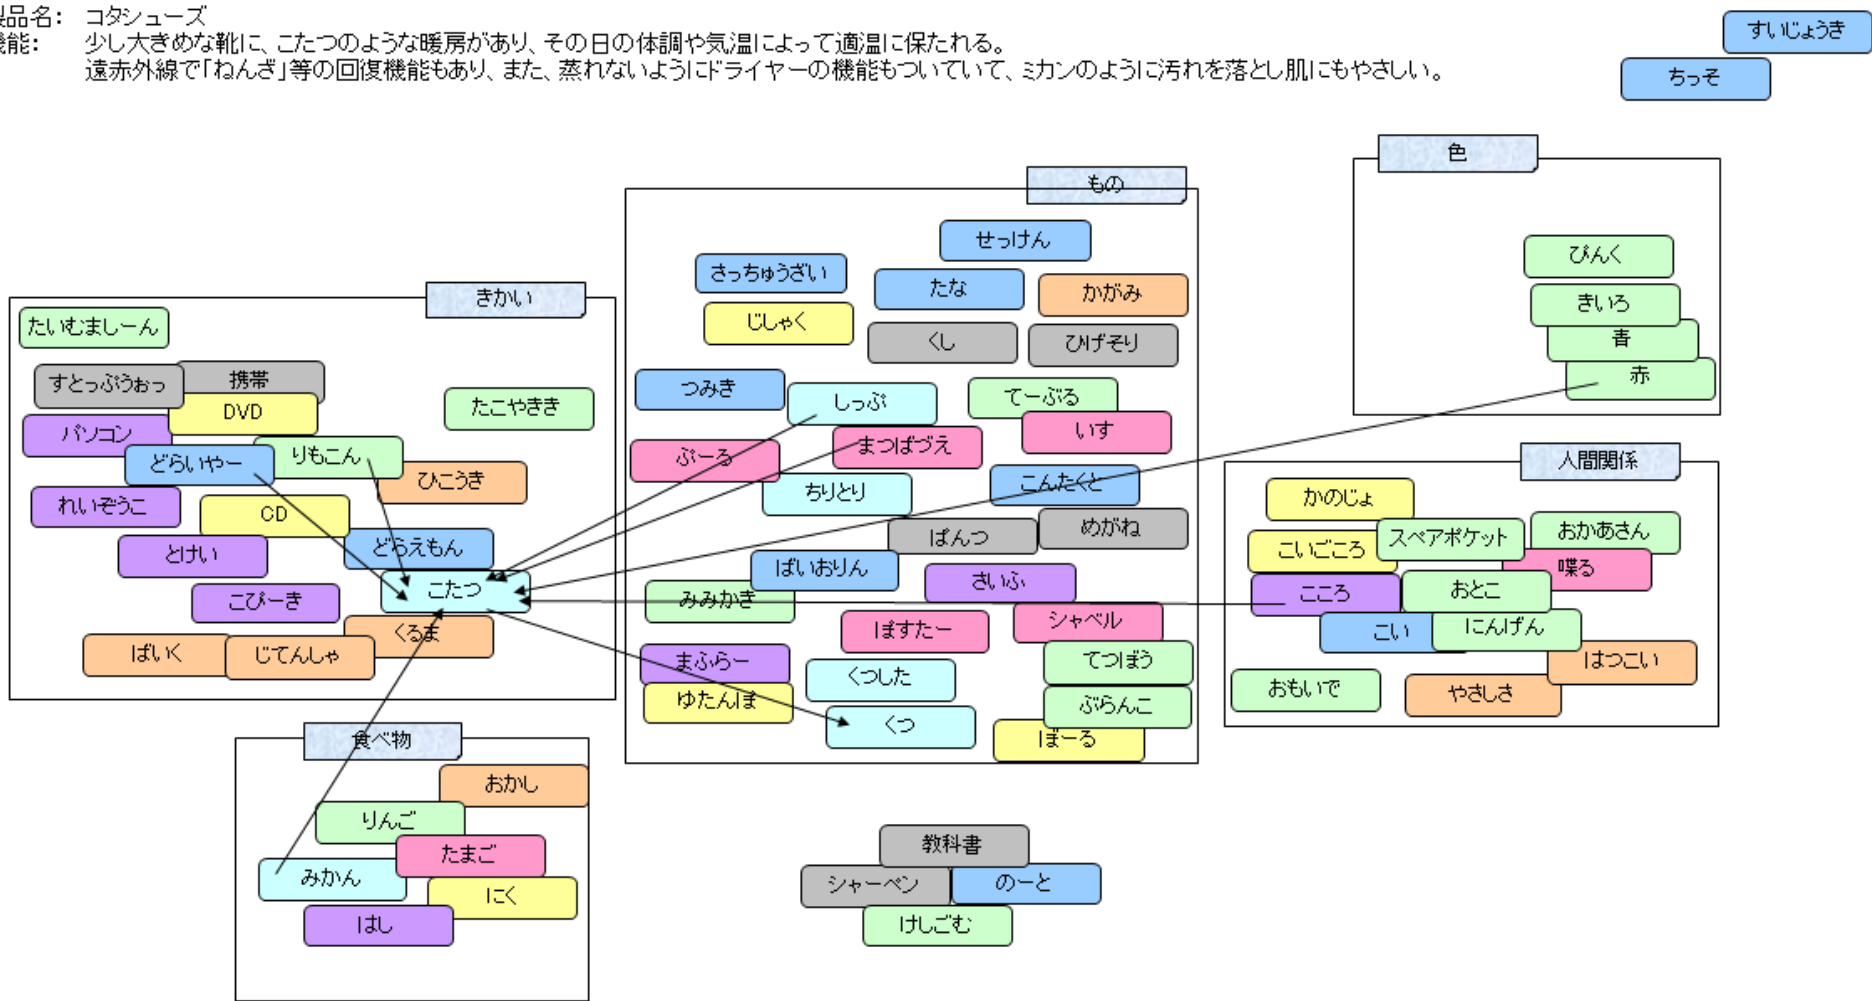 製品名: コタシューズ
機能: 少し大きめな靴に、こたつのような暖房があり、その日の体調や気温によって適温に保たれる。
遠赤外線で「ねんざ」等の回復機能もあり、また、蒸れないようにドライヤーの機能もついていて、ミカンのように汚れを落とし肌にもやさしい。
すいじょうき
ちっそ
きかい
たいむましーん
すとっぷうぉっ
携帯
DVD
たこやきき
パソコン
どらいやー
りもこん
ひこうき
れいぞうこ
CD
とけい
どらえもん
こたつ
こぴーき
くるま
ばいく
じてんしゃ
もの
せっけん
さっちゅうざい
たな
かがみ
じしゃく
くし
ひげそり
つみき
しっぷ
てーぶる
いす
まつばづえ
ぷーる
ちりとり
こんたくと
ぱんつ
めがね
ばいおりん
さいふ
みみかき
ぽすたー
シャベル
まふらー
くつした
てつぼう
ゆたんぽ
くつ
ぶらんこ
ぼーる
色
ぴんく
きいろ
青
赤
人間関係
かのじょ
スペアポケット
おかあさん
こいごころ
喋る
こころ
おとこ
こい
にんげん
はつこい
おもいで
やさしさ
食べ物
おかし
りんご
たまご
みかん
にく
はし
教科書
シャーペン
のーと
けしごむ